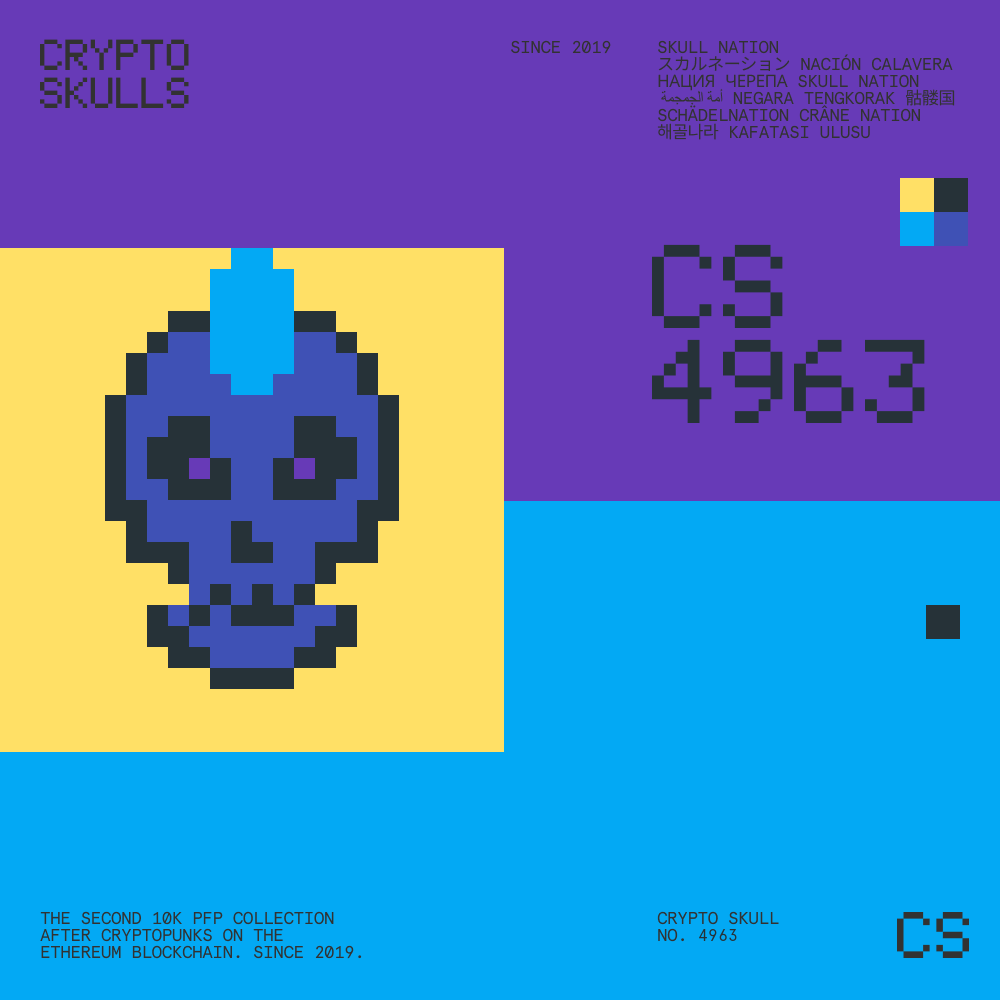 CRYPTO
SKULLS
SINCE 2019
SKULL NATION
スカルネーション NACIÓN CALAVERA
НАЦИЯ ЧЕРЕПА SKULL NATION
أمة الجمجمة NEGARA TENGKORAK 骷髅国
SCHÄDELNATION CRÂNE NATION
해골나라 KAFATASI ULUSU
CS
4963
THE SECOND 10K PFP COLLECTION
AFTER CRYPTOPUNKS ON THE
ETHEREUM BLOCKCHAIN. SINCE 2019.
CRYPTO SKULL
NO. 4963
CS